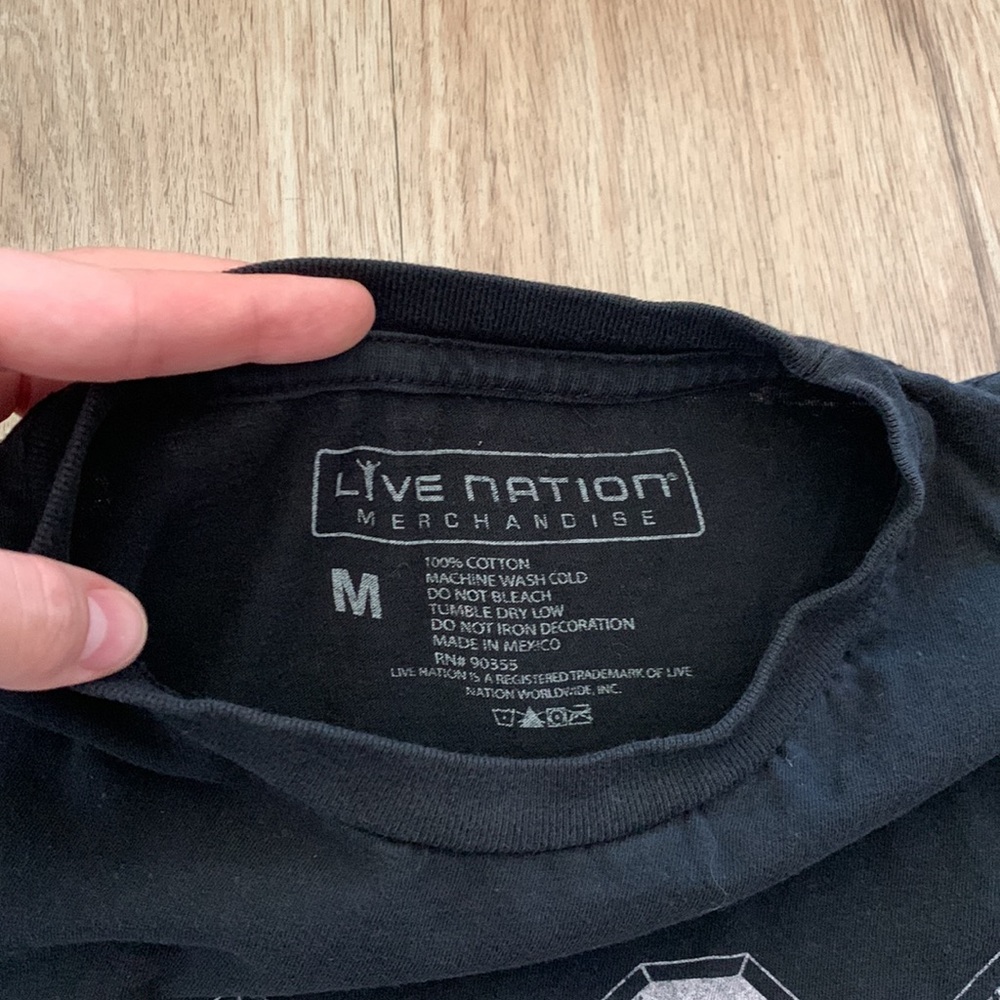 LIVE NATION®
MERCHANDISE
M
100% COTTON
MACHINE WASH COLD
DO NOT BLEACH
TUMBLE DRY LOW
DO NOT IRON DECORATION
MADE IN MEXICO
RN# 90355
LIVE NATION IS A REGISTERED TRADEMARK OF LIVE
NATION WORLDWIDE, INC.